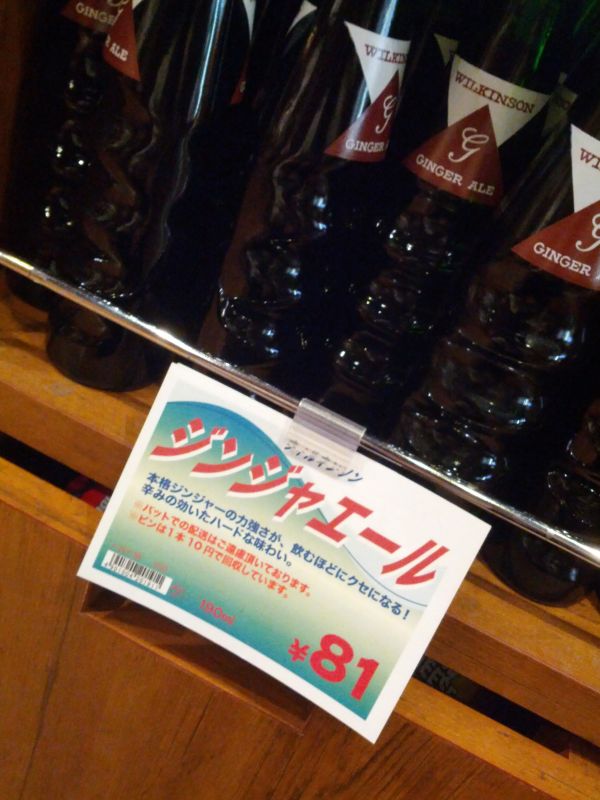 WILKINSON
GINGER ALE
WILKINSON
G
GINGER ALE
G
GINGER ALE
ウィルキンソン
ジンジャエール
本格ジンジャーの力強さが、飲むほどにクセになる！
辛みの効いたハードな味わい。
※バットでの配送はご遠慮頂いております。
※ビンは1本10円で回収しています。
190ml
¥81